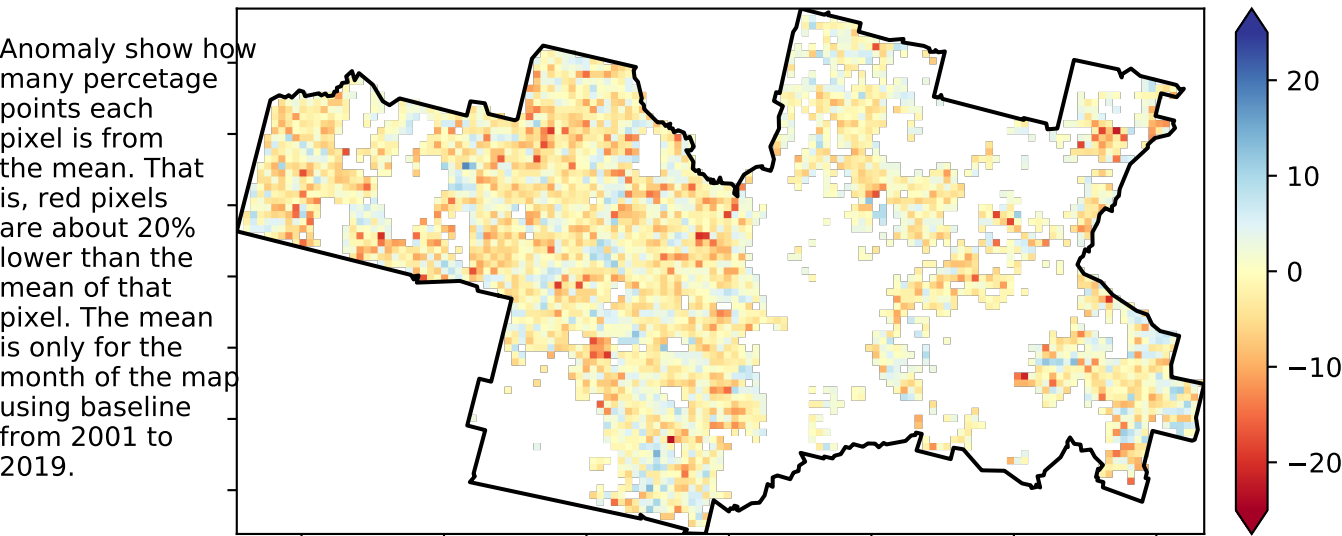 Anomaly show how
many percetage
points each
pixel is from
the mean. That
is, red pixels
are about 20%
lower than the
mean of that
pixel. The mean
is only for the
month of the map
using baseline
from 2001 to
2019.
20
10
0
−10
−20